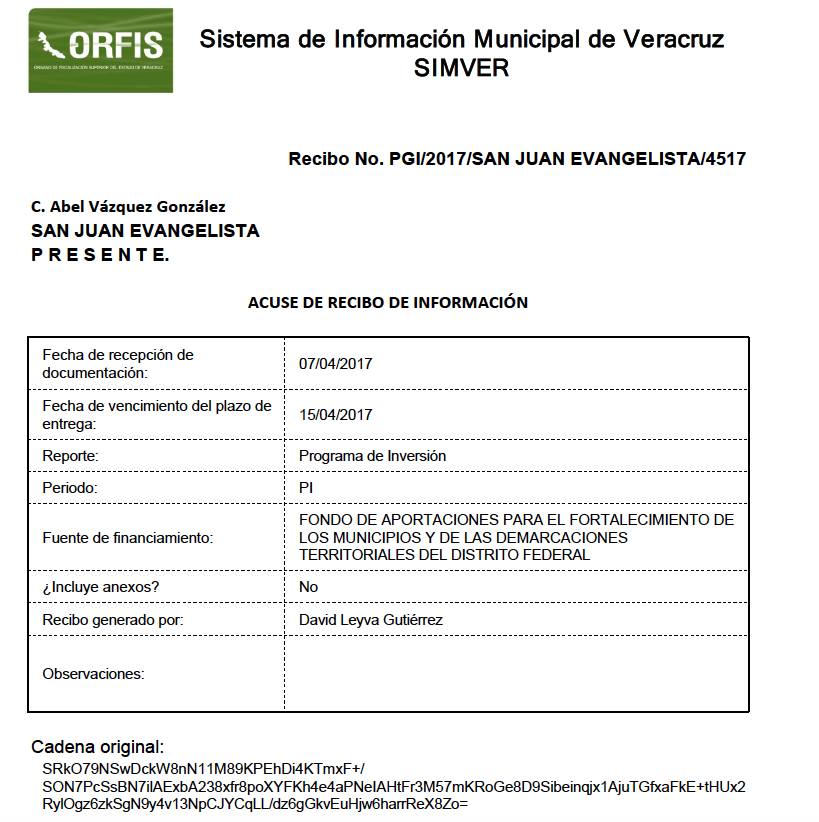 ORFIS
ÓRGANO DE FISCALIZACIÓN SUPERIOR DEL ESTADO DE VERACRUZ
Sistema de Información Municipal de Veracruz
SIMVER
Recibo No. PGI/2017/SAN JUAN EVANGELISTA/4517
C. Abel Vázquez González
SAN JUAN EVANGELISTA
P R E S E N T E.
ACUSE DE RECIBO DE INFORMACIÓN
Fecha de recepción de
documentación:
07/04/2017
Fecha de vencimiento del plazo de
entrega:
15/04/2017
Reporte:
Programa de Inversión
Periodo:
PI
Fuente de financiamiento:
FONDO DE APORTACIONES PARA EL FORTALECIMIENTO DE
LOS MUNICIPIOS Y DE LAS DEMARCACIONES
TERRITORIALES DEL DISTRITO FEDERAL
¿Incluye anexos?
No
Recibo generado por:
David Leyva Gutiérrez
Observaciones:
Cadena original:
SRkO79NSwDckW8nN11M89KPEhDi4KTmxF+/
SON7PcSsBN7iIAExbA238xfr8poXYFKh4e4aPNeIAHtFr3M57mKRoGe8D9Sibeinqjx1AjuTGfxaFkE+tHUx2
RyIOgz6zkSgN9y4v13NpCJYCqLL/dz6gGkvEuHjw6harrReX8Zo=